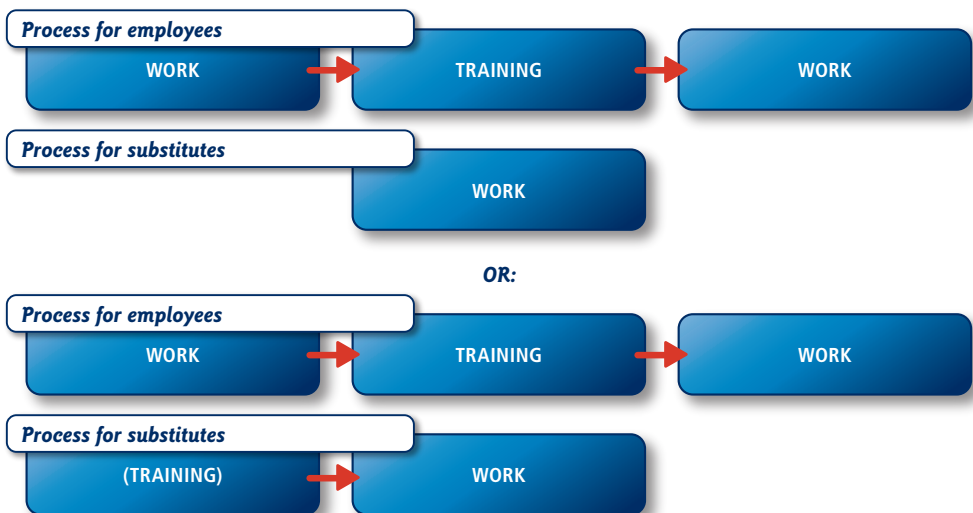 Process for employees
WORK
TRAINING
WORK
Process for substitutes
WORK
OR:
Process for employees
WORK
TRAINING
WORK
Process for substitutes
(TRAINING)
WORK